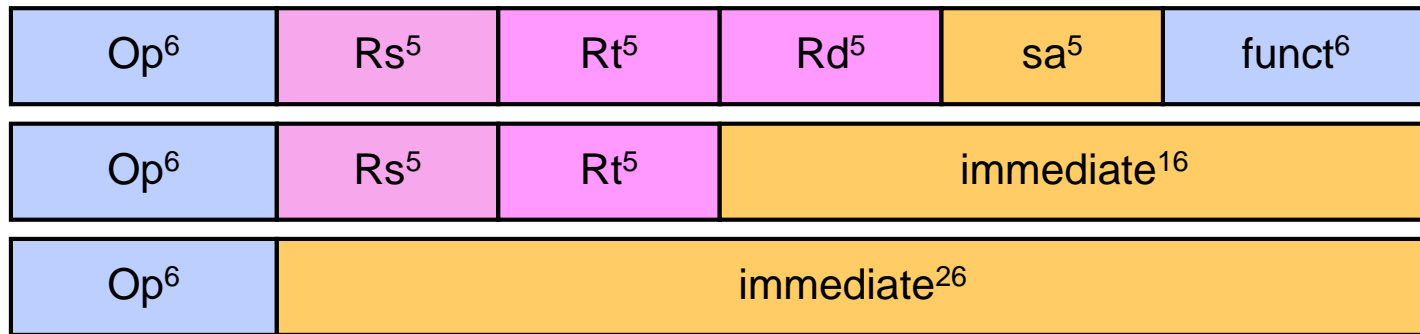 Op⁶ Rs⁵ Rt⁵ Rd⁵ sa⁵ funct⁶
Op⁶ Rs⁵ Rt⁵ immediate¹⁶
Op⁶ immediate²⁶